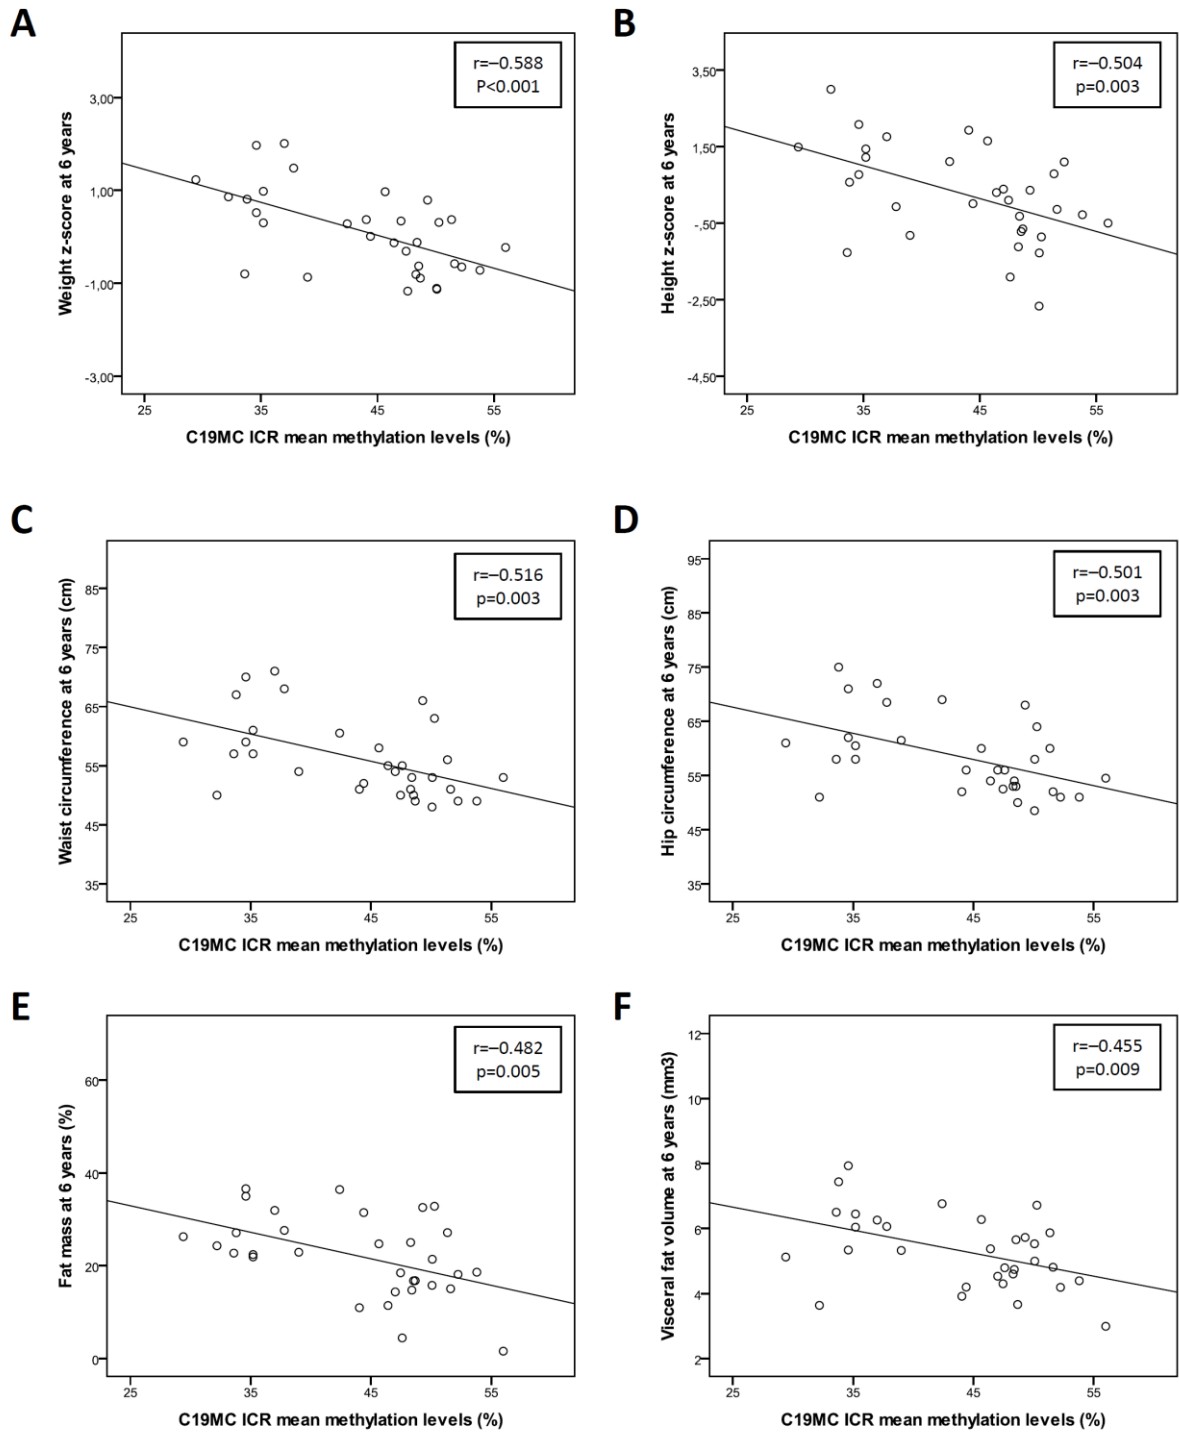 A
r=−0.588
P<0.001
Weight z-score at 6 years
3,00
1,00
-1,00
-3,00
25 35 45 55
C19MC ICR mean methylation levels (%)
B
r=−0.504
p=0.003
Height z-score at 6 years
3,50
1,50
-,50
-2,50
-4,50
25 35 45 55
C19MC ICR mean methylation levels (%)
C
r=−0.516
p=0.003
Waist circumference at 6 years (cm)
85
75
65
55
45
35
25 35 45 55
C19MC ICR mean methylation levels (%)
D
r=−0.501
p=0.003
Hip circumference at 6 years (cm)
95
85
75
65
55
45
35
25 35 45 55
C19MC ICR mean methylation levels (%)
E
r=−0.482
p=0.005
Fat mass at 6 years (%)
60
40
20
0
25 35 45 55
C19MC ICR mean methylation levels (%)
F
r=−0.455
p=0.009
Visceral fat volume at 6 years (mm3)
12
10
8
6
4
2
25 35 45 55
C19MC ICR mean methylation levels (%)